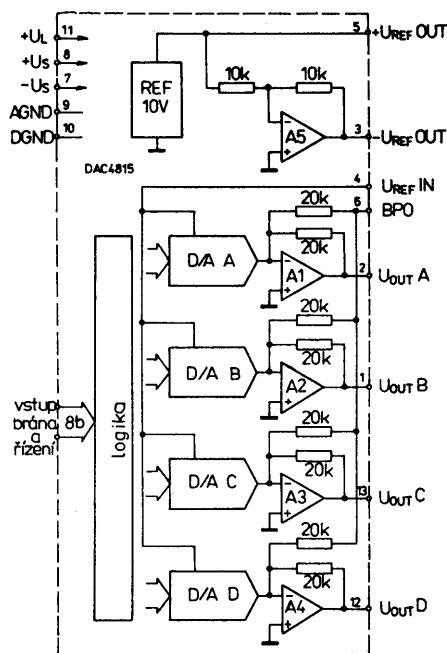 +UL 11
+US 8
−US 7
AGND 9
DGND 10
DAC4815
REF
10V
5 +UREF OUT
10k 10k
−
+
A5
3 −UREF OUT
4 UREF IN
6 BPO
20k
20k
D/A A
−
+
A1
2 UOUT A
20k
20k
D/A B
−
+
A2
1 UOUT B
vstup
brána 8b
a
řízení
logika
20k
20k
D/A C
−
+
A3
13 UOUT C
20k
20k
D/A D
−
+
A4
12 UOUT D